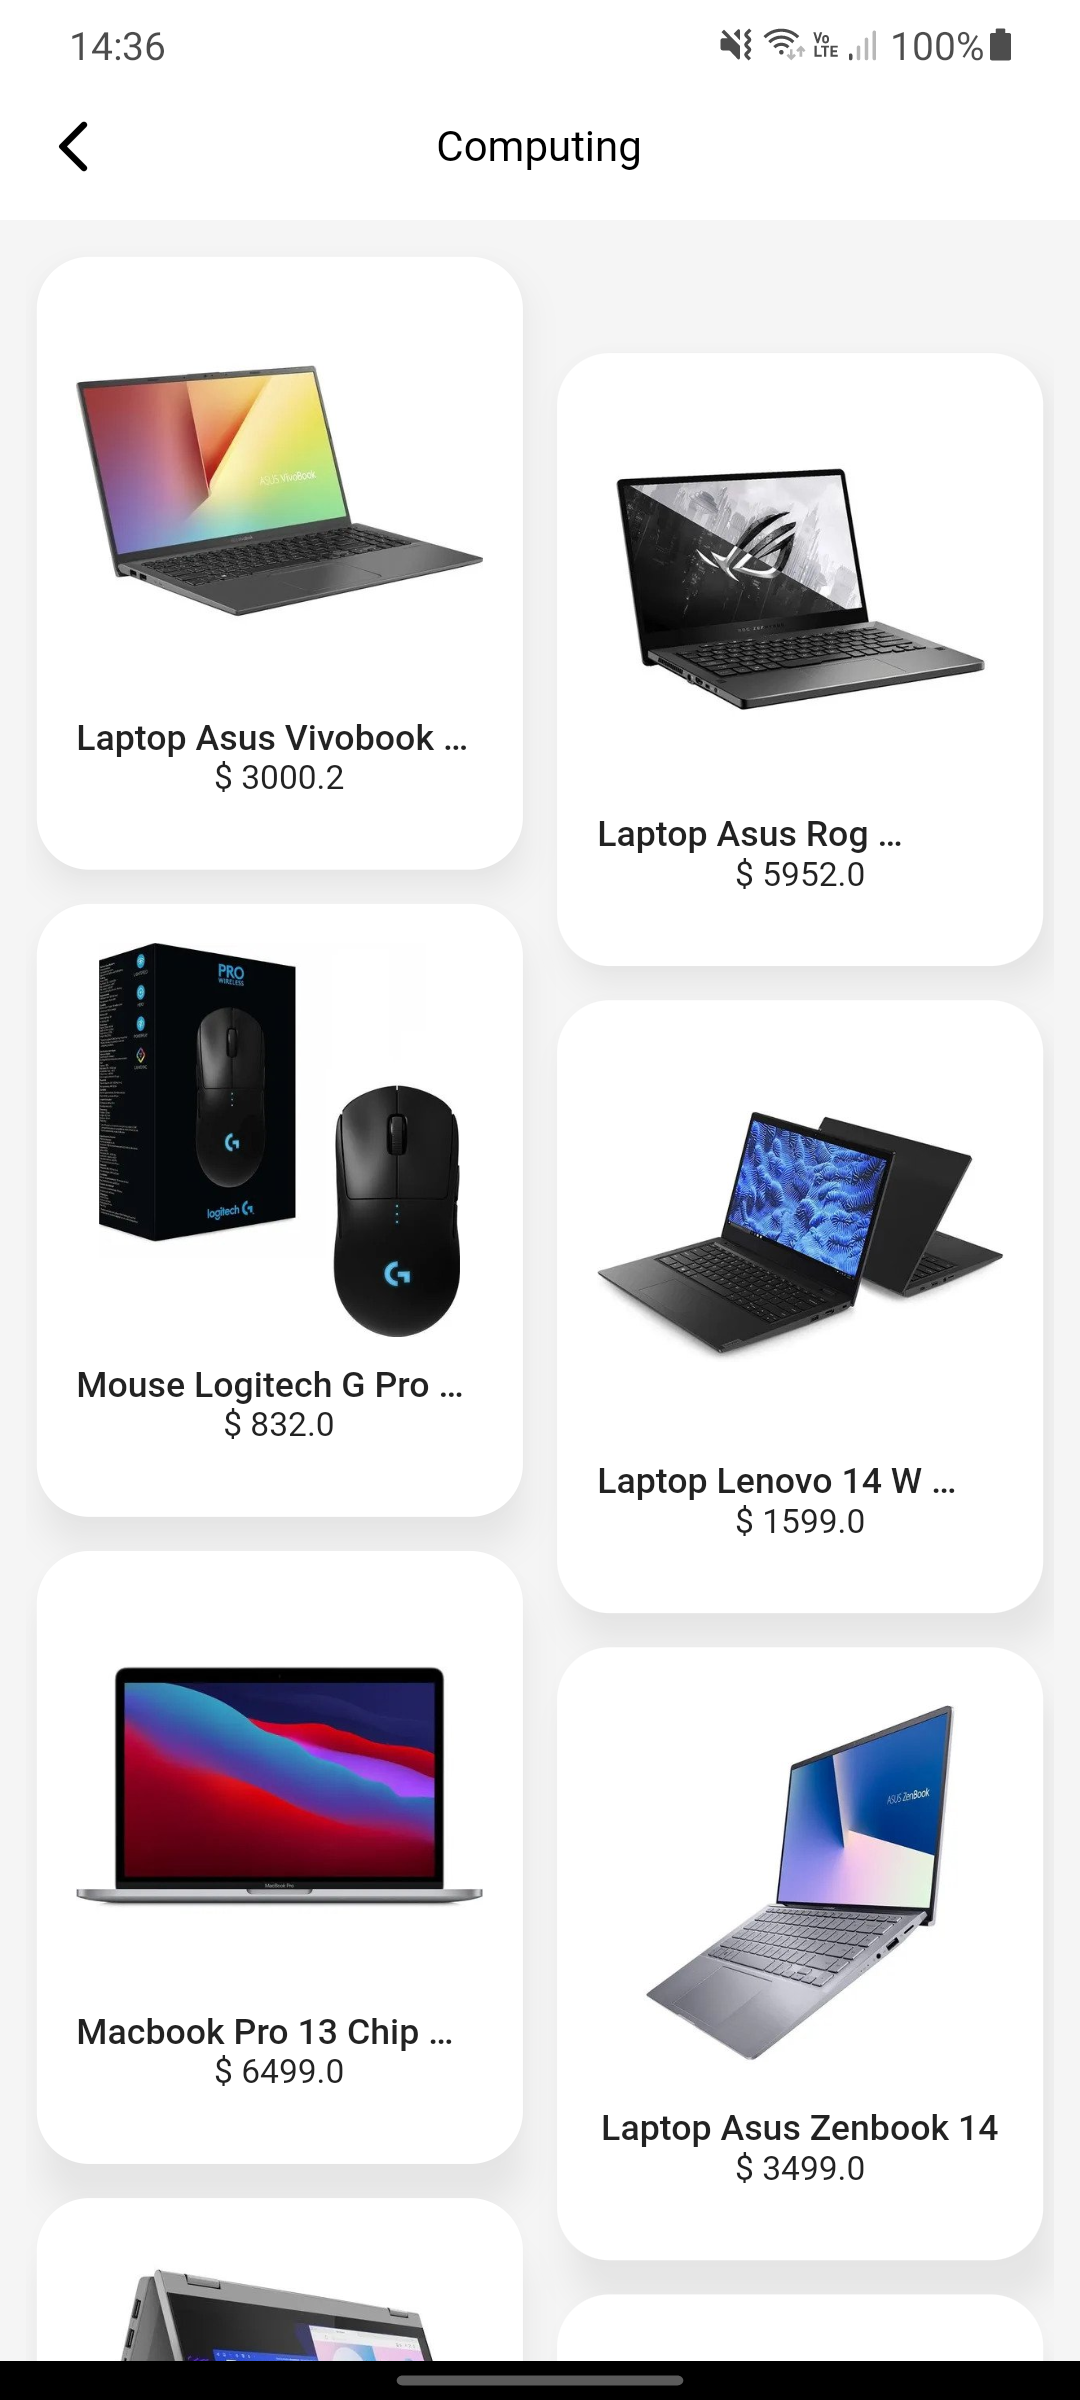 14:36
Vo
LTE
100%
Computing
ASUS VivoBook
Laptop Asus Vivobook ...
$ 3000.2
Laptop Asus Rog ...
$ 5952.0
PRO
WIRELESS
logitech G
Mouse Logitech G Pro ...
$ 832.0
Laptop Lenovo 14 W ...
$ 1599.0
MacBook Pro
Macbook Pro 13 Chip ...
$ 6499.0
ASUS ZenBook
Laptop Asus Zenbook 14
$ 3499.0